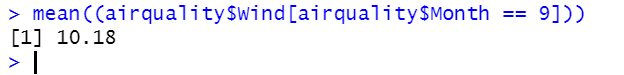 > mean((airquality$Wind[airquality$Month == 9]))
[1] 10.18
>